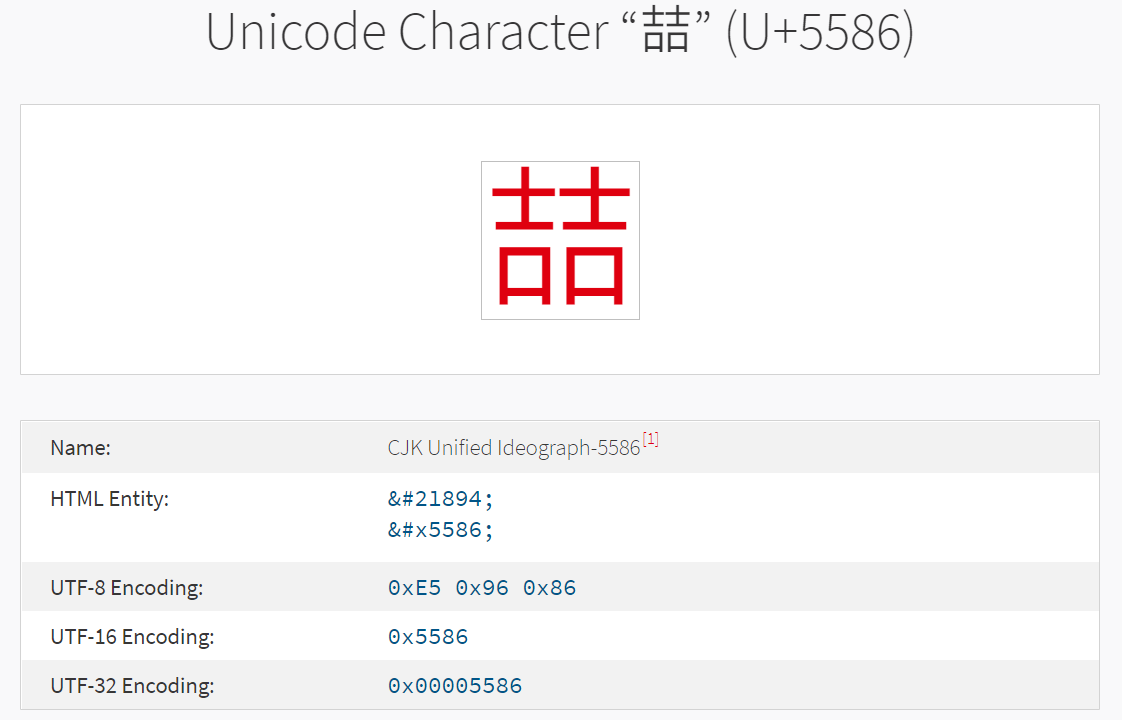 Unicode Character “喆” (U+5586)
喆
Name: CJK Unified Ideograph-5586[1]
HTML Entity: &#21894;
&#x5586;
UTF-8 Encoding: 0xE5 0x96 0x86
UTF-16 Encoding: 0x5586
UTF-32 Encoding: 0x00005586